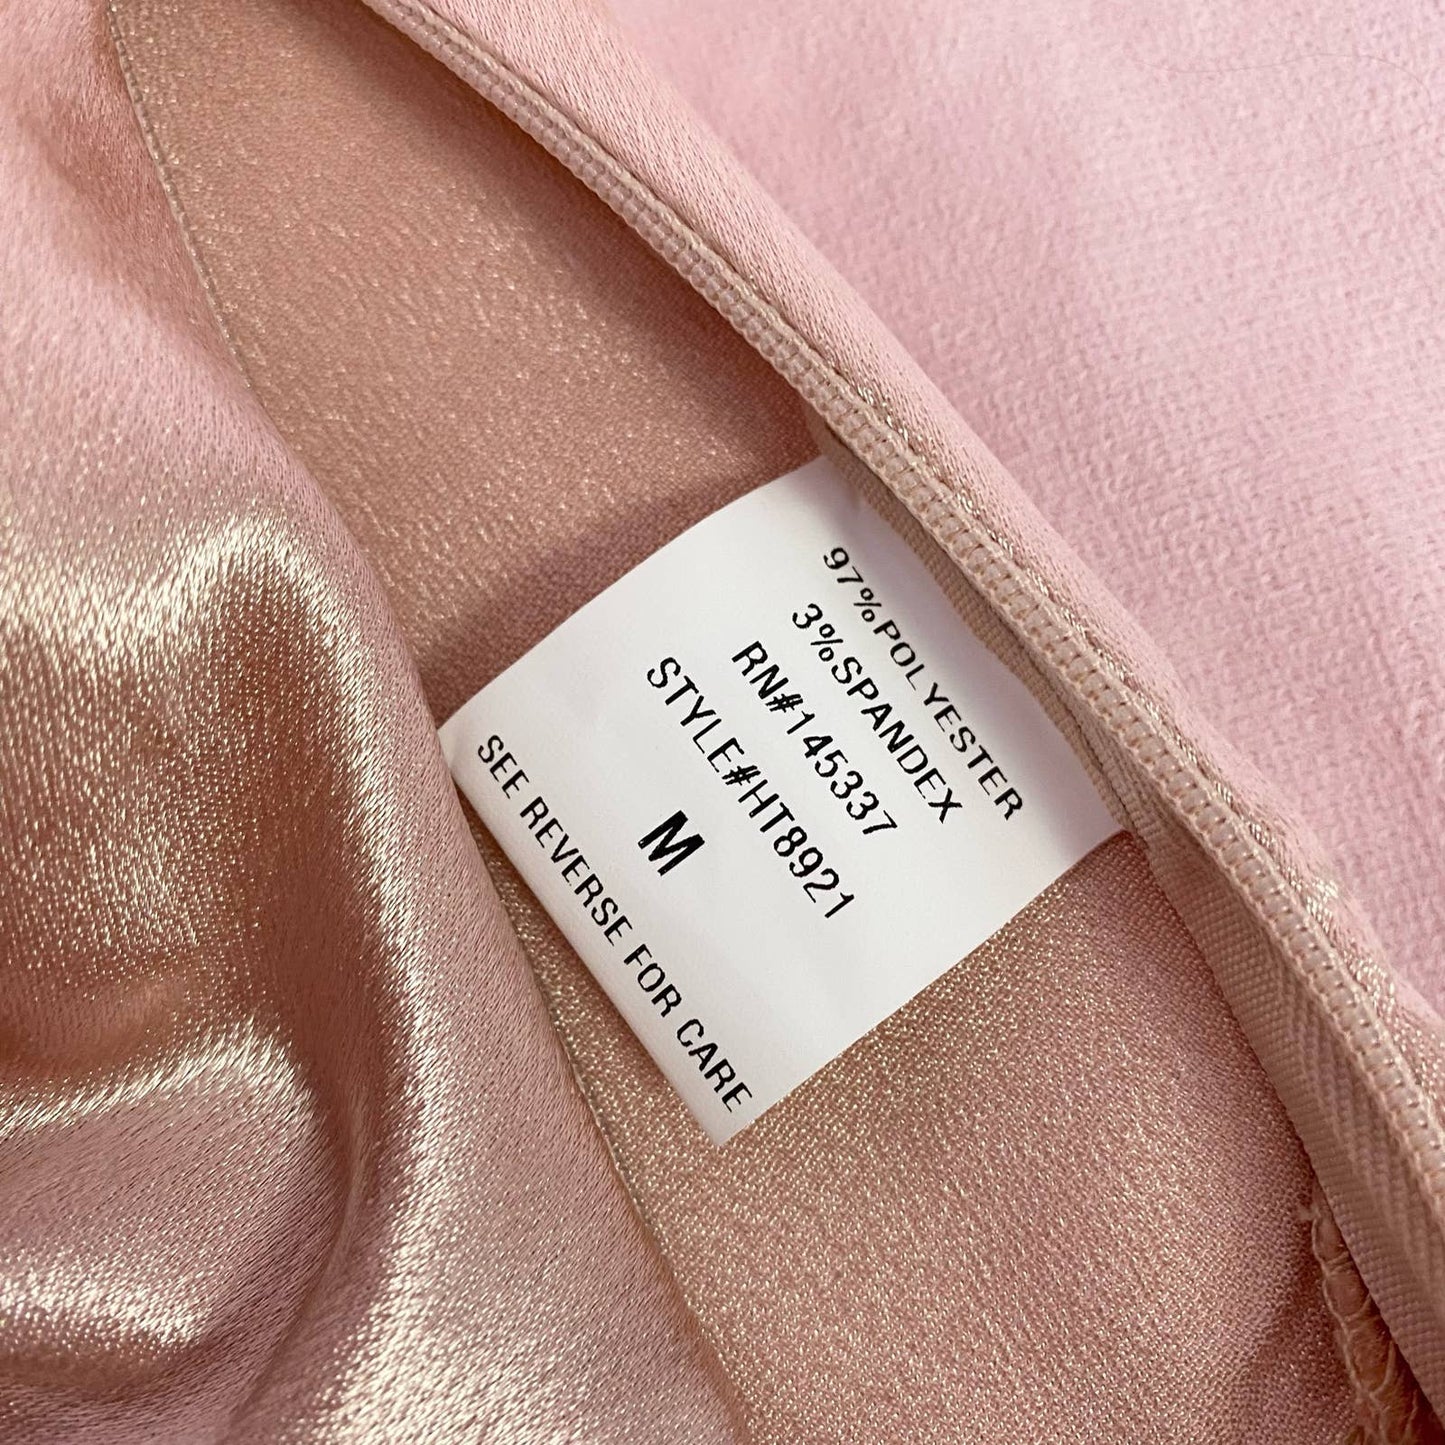 97%POLYESTER
3%SPANDEX
RN#145337
STYLE#HT8921
M
SEE REVERSE FOR CARE